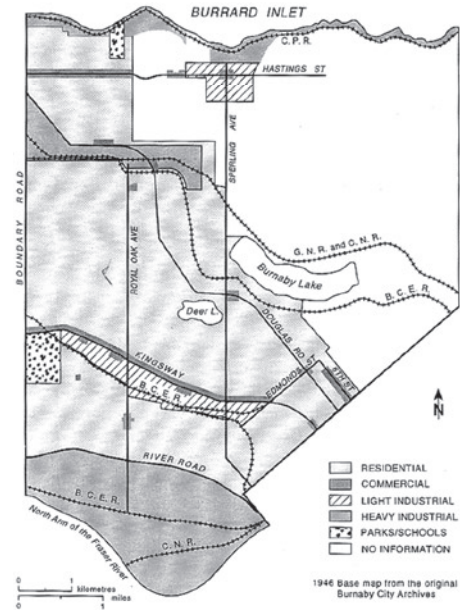 BURRARD INLET
C.P.R.
HASTINGS ST
SPERLING AVE
BOUNDARY ROAD
ROYAL OAK AVE
G.N.R. and C.N.R.
Burnaby Lake
B.C.E.R.
Deer L.
DOUGLAS RD
KINGSWAY
EDMONDS ST
6TH ST
B.C.E.R.
N
RIVER ROAD
B.C.E.R.
C.N.R.
North Arm of the Fraser River
RESIDENTIAL
COMMERCIAL
LIGHT INDUSTRIAL
HEAVY INDUSTRIAL
PARKS/SCHOOLS
NO INFORMATION
0 1
kilometres
0 1
miles
1946 Base map from the original
Burnaby City Archives